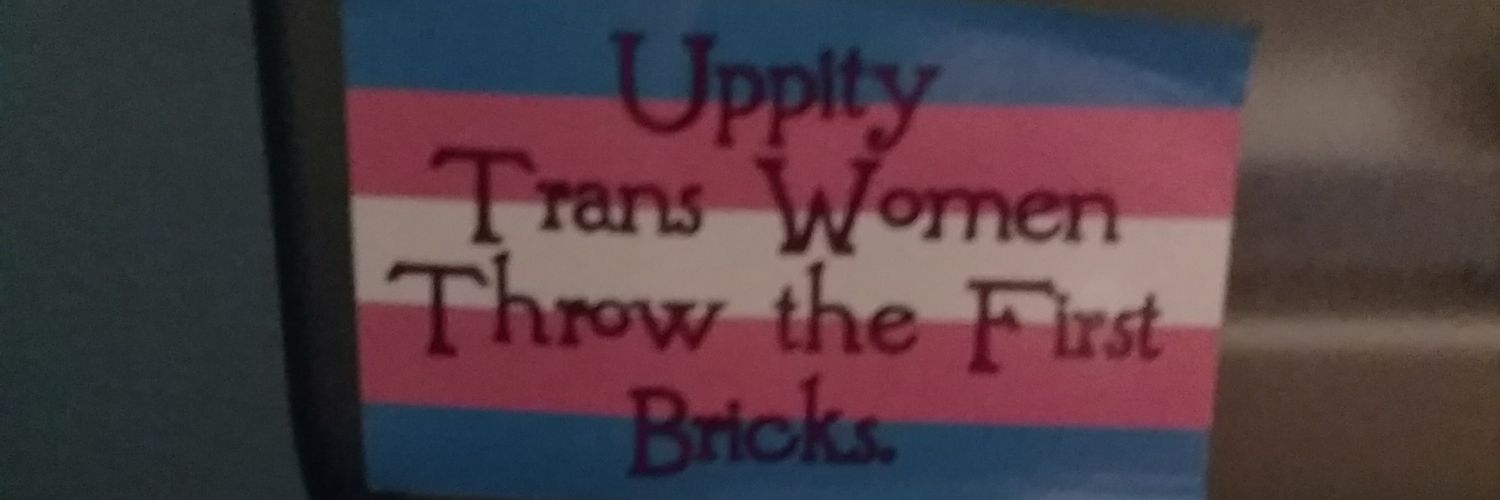 Uppity
Trans Women
Throw the First
Bricks.